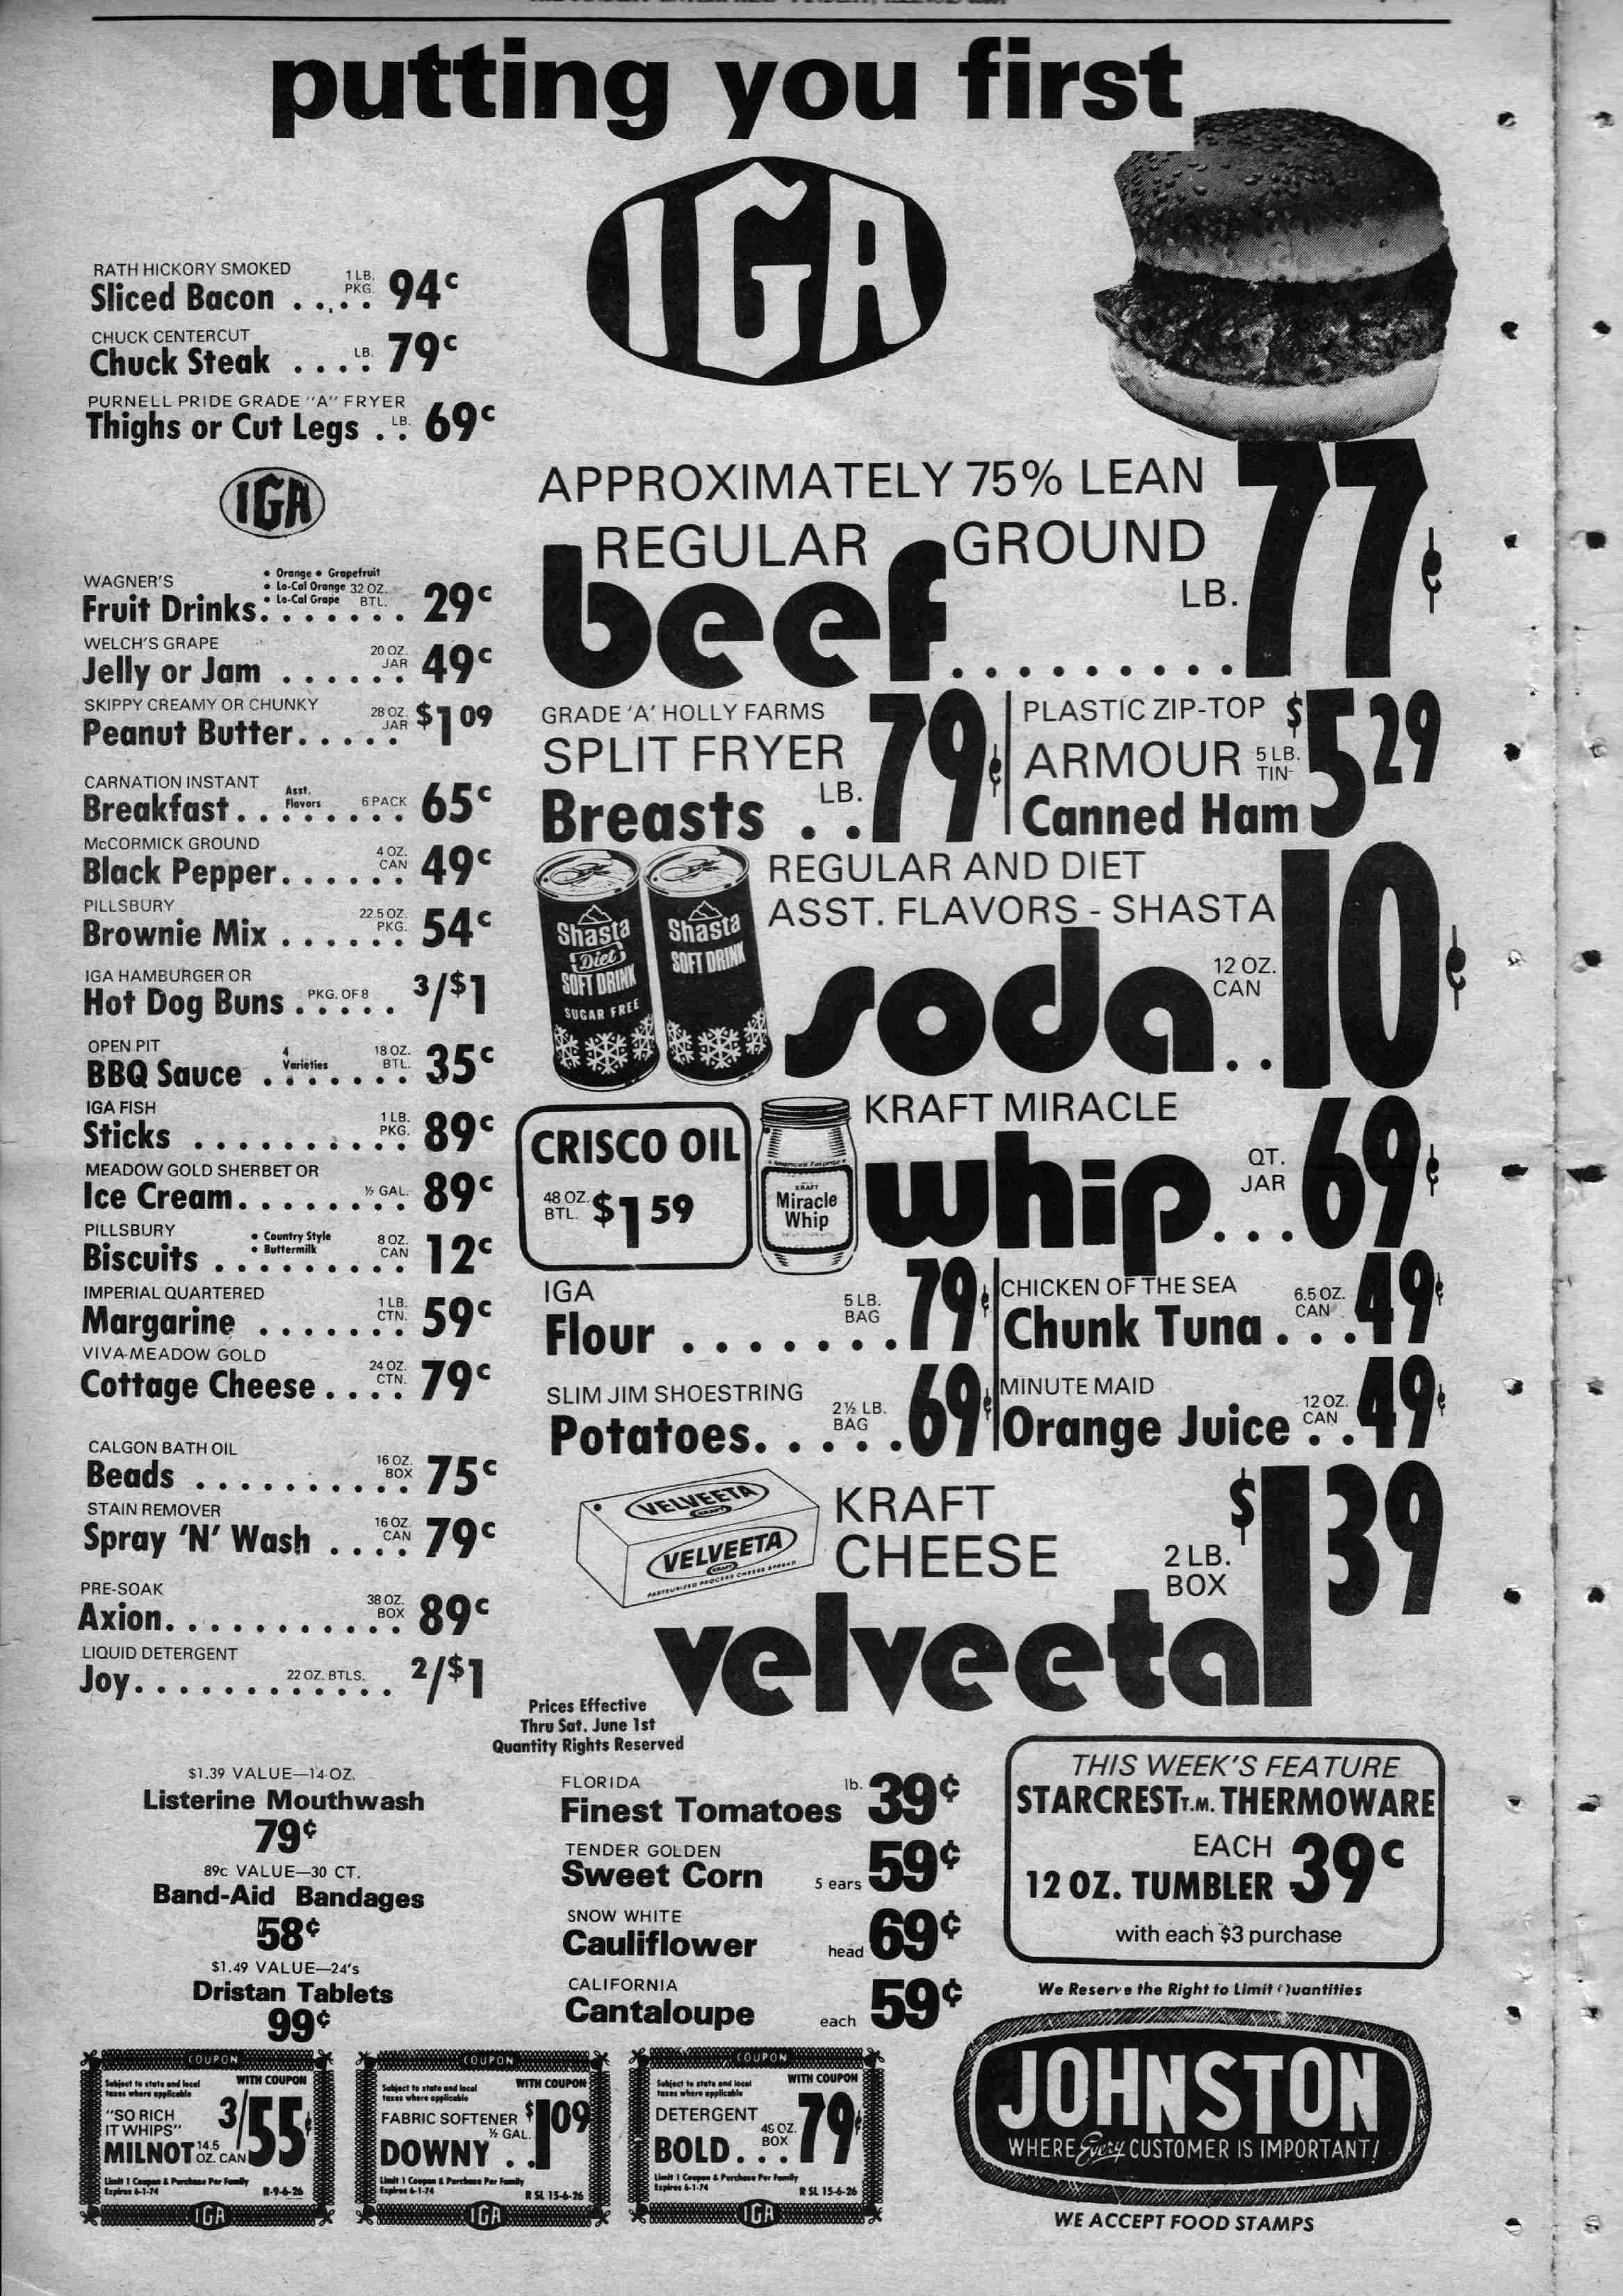 putting you first
IGA
RATH HICKORY SMOKED
Sliced Bacon .... 1 LB. PKG. 94c
CHUCK CENTERCUT
Chuck Steak .... LB. 79c
PURNELL PRIDE GRADE "A" FRYER
Thighs or Cut Legs .. LB. 69c
IGA
WAGNER'S
• Orange • Grapefruit
• Lo-Cal Orange
• Lo-Cal Grape
Fruit Drinks. 32 OZ. BTL. 29c
WELCH'S GRAPE
Jelly or Jam ...... 20 OZ. JAR 49c
SKIPPY CREAMY OR CHUNKY
Peanut Butter..... 28 OZ. JAR $1 09
CARNATION INSTANT
Breakfast.. Asst. Flavors 6 PACK 65c
McCORMICK GROUND
Black Pepper...... 4 OZ. CAN 49c
PILLSBURY
Brownie Mix ...... 22.5 OZ. PKG. 54c
IGA HAMBURGER OR
Hot Dog Buns ..... PKG. OF 8 3/$1
OPEN PIT
BBQ Sauce 4 Varieties 18 OZ. BTL. 35c
IGA FISH
Sticks .......... 1 LB. PKG. 89c
MEADOW GOLD SHERBET OR
Ice Cream........ ½ GAL. 89c
PILLSBURY
• Country Style
• Buttermilk
Biscuits ......... 8 OZ. CAN 12c
IMPERIAL QUARTERED
Margarine ....... 1 LB. CTN. 59c
VIVA-MEADOW GOLD
Cottage Cheese .... 24 OZ. CTN. 79c
CALGON BATH OIL
Beads .......... 16 OZ. BOX 75c
STAIN REMOVER
Spray 'N' Wash .... 16 OZ. CAN 79c
PRE-SOAK
Axion............ 38 OZ. BOX 89c
LIQUID DETERGENT
Joy............. 22 OZ. BTLS. 2/$1
APPROXIMATELY 75% LEAN
REGULAR GROUND
beef......... LB. 77¢
GRADE 'A' HOLLY FARMS
SPLIT FRYER
Breasts .. LB. 79¢
PLASTIC ZIP-TOP
ARMOUR 5 LB. TIN
Canned Ham $5 29
REGULAR AND DIET
ASST. FLAVORS - SHASTA
soda.. 12 OZ. CAN 10¢
Shasta
Diet
SOFT DRINK
SUGAR FREE
Shasta
SOFT DRINK
CRISCO OIL
48 OZ. BTL. $1 59
KRAFT
Miracle
Whip
KRAFT MIRACLE
whip... QT. JAR 69¢
IGA
Flour ........ 5 LB. BAG 79¢
CHICKEN OF THE SEA
Chunk Tuna ... 6.5 OZ. CAN 49¢
SLIM JIM SHOESTRING
Potatoes...... 2½ LB. BAG 69¢
MINUTE MAID
Orange Juice .. 12 OZ. CAN 49¢
VELVEETA
KRAFT
VELVEETA
KRAFT
PASTEURIZED PROCESS CHEESE SPREAD
KRAFT
CHEESE
velveeta 2 LB. BOX $1 39
Prices Effective
Thru Sat. June 1st
Quantity Rights Reserved
$1.39 VALUE—14 OZ.
Listerine Mouthwash
79¢
89c VALUE—30 CT.
Band-Aid Bandages
58¢
$1.49 VALUE—24's
Dristan Tablets
99¢
FLORIDA
Finest Tomatoes lb. 39¢
TENDER GOLDEN
Sweet Corn 5 ears 59¢
SNOW WHITE
Cauliflower head 69¢
CALIFORNIA
Cantaloupe each 59¢
THIS WEEK'S FEATURE
STARCREST T.M. THERMOWARE
EACH
12 OZ. TUMBLER 39c
with each $3 purchase
We Reserve the Right to Limit Quantities
COUPON
Subject to state and local taxes where applicable
WITH COUPON
"SO RICH
IT WHIPS"
MILNOT 14.5 OZ. CAN 3/55¢
Limit 1 Coupon & Purchase Per Family
Expires 6-1-74 R-9-6-26
IGA
COUPON
Subject to state and local taxes where applicable
WITH COUPON
FABRIC SOFTENER
DOWNY .. ½ GAL. $1 09
Limit 1 Coupon & Purchase Per Family
Expires 6-1-74 R SL 15-6-26
IGA
COUPON
Subject to state and local taxes where applicable
WITH COUPON
DETERGENT
BOLD... 45 OZ. BOX 79¢
Limit 1 Coupon & Purchase Per Family
Expires 6-1-74 R SL 15-6-26
IGA
JOHNSTON
WHERE Every CUSTOMER IS IMPORTANT!
WE ACCEPT FOOD STAMPS